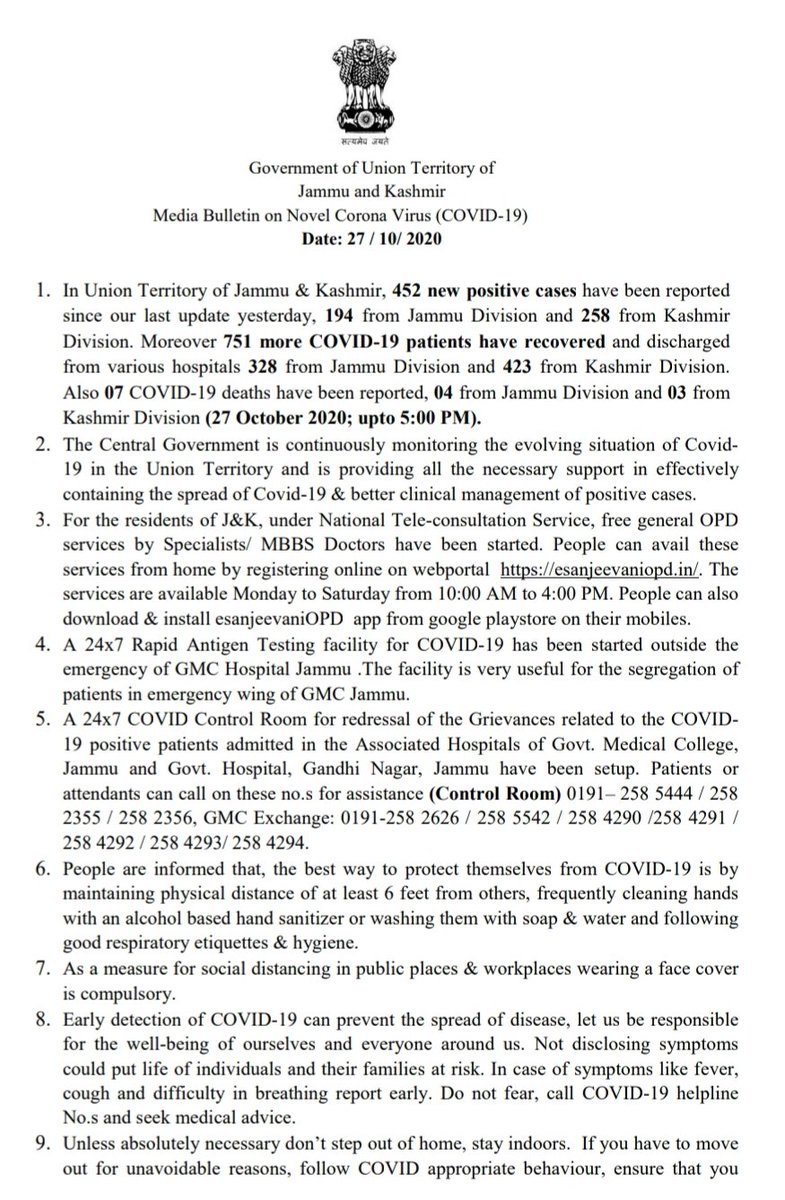 सत्यमेव जयते
Government of Union Territory of
Jammu and Kashmir
Media Bulletin on Novel Corona Virus (COVID-19)
Date: 27 / 10/ 2020
1. In Union Territory of Jammu & Kashmir, 452 new positive cases have been reported
since our last update yesterday, 194 from Jammu Division and 258 from Kashmir
Division. Moreover 751 more COVID-19 patients have recovered and discharged
from various hospitals 328 from Jammu Division and 423 from Kashmir Division.
Also 07 COVID-19 deaths have been reported, 04 from Jammu Division and 03 from
Kashmir Division (27 October 2020; upto 5:00 PM).
2. The Central Government is continuously monitoring the evolving situation of Covid-
19 in the Union Territory and is providing all the necessary support in effectively
containing the spread of Covid-19 & better clinical management of positive cases.
3. For the residents of J&K, under National Tele-consultation Service, free general OPD
services by Specialists/ MBBS Doctors have been started. People can avail these
services from home by registering online on webportal https://esanjeevaniopd.in/. The
services are available Monday to Saturday from 10:00 AM to 4:00 PM. People can also
download & install esanjeevaniOPD app from google playstore on their mobiles.
4. A 24x7 Rapid Antigen Testing facility for COVID-19 has been started outside the
emergency of GMC Hospital Jammu .The facility is very useful for the segregation of
patients in emergency wing of GMC Jammu.
5. A 24x7 COVID Control Room for redressal of the Grievances related to the COVID-
19 positive patients admitted in the Associated Hospitals of Govt. Medical College,
Jammu and Govt. Hospital, Gandhi Nagar, Jammu have been setup. Patients or
attendants can call on these no.s for assistance (Control Room) 0191– 258 5444 / 258
2355 / 258 2356, GMC Exchange: 0191-258 2626 / 258 5542 / 258 4290 /258 4291 /
258 4292 / 258 4293/ 258 4294.
6. People are informed that, the best way to protect themselves from COVID-19 is by
maintaining physical distance of at least 6 feet from others, frequently cleaning hands
with an alcohol based hand sanitizer or washing them with soap & water and following
good respiratory etiquettes & hygiene.
7. As a measure for social distancing in public places & workplaces wearing a face cover
is compulsory.
8. Early detection of COVID-19 can prevent the spread of disease, let us be responsible
for the well-being of ourselves and everyone around us. Not disclosing symptoms
could put life of individuals and their families at risk. In case of symptoms like fever,
cough and difficulty in breathing report early. Do not fear, call COVID-19 helpline
No.s and seek medical advice.
9. Unless absolutely necessary don’t step out of home, stay indoors. If you have to move
out for unavoidable reasons, follow COVID appropriate behaviour, ensure that you